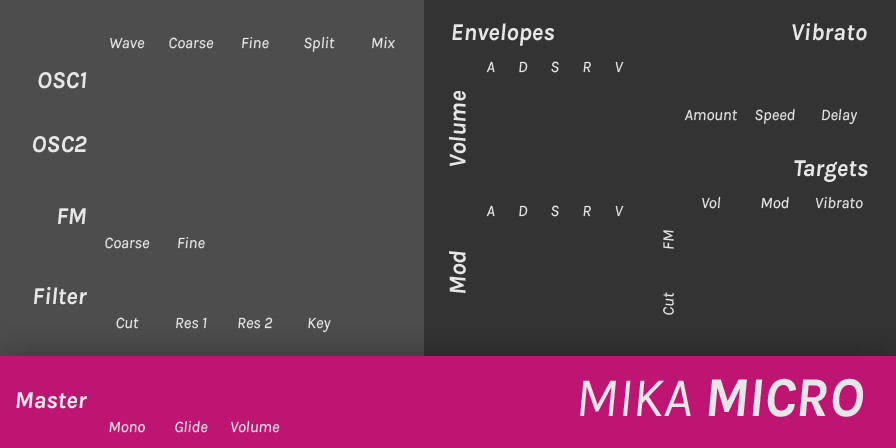 Wave Coarse Fine Split Mix
OSC1
OSC2
FM
Coarse Fine
Filter
Cut Res 1 Res 2 Key
Envelopes
A D S R V
Volume
A D S R V
Mod
Vibrato
Amount Speed Delay
Targets
Vol Mod Vibrato
FM
Cut
Master
Mono Glide Volume
MIKA MICRO